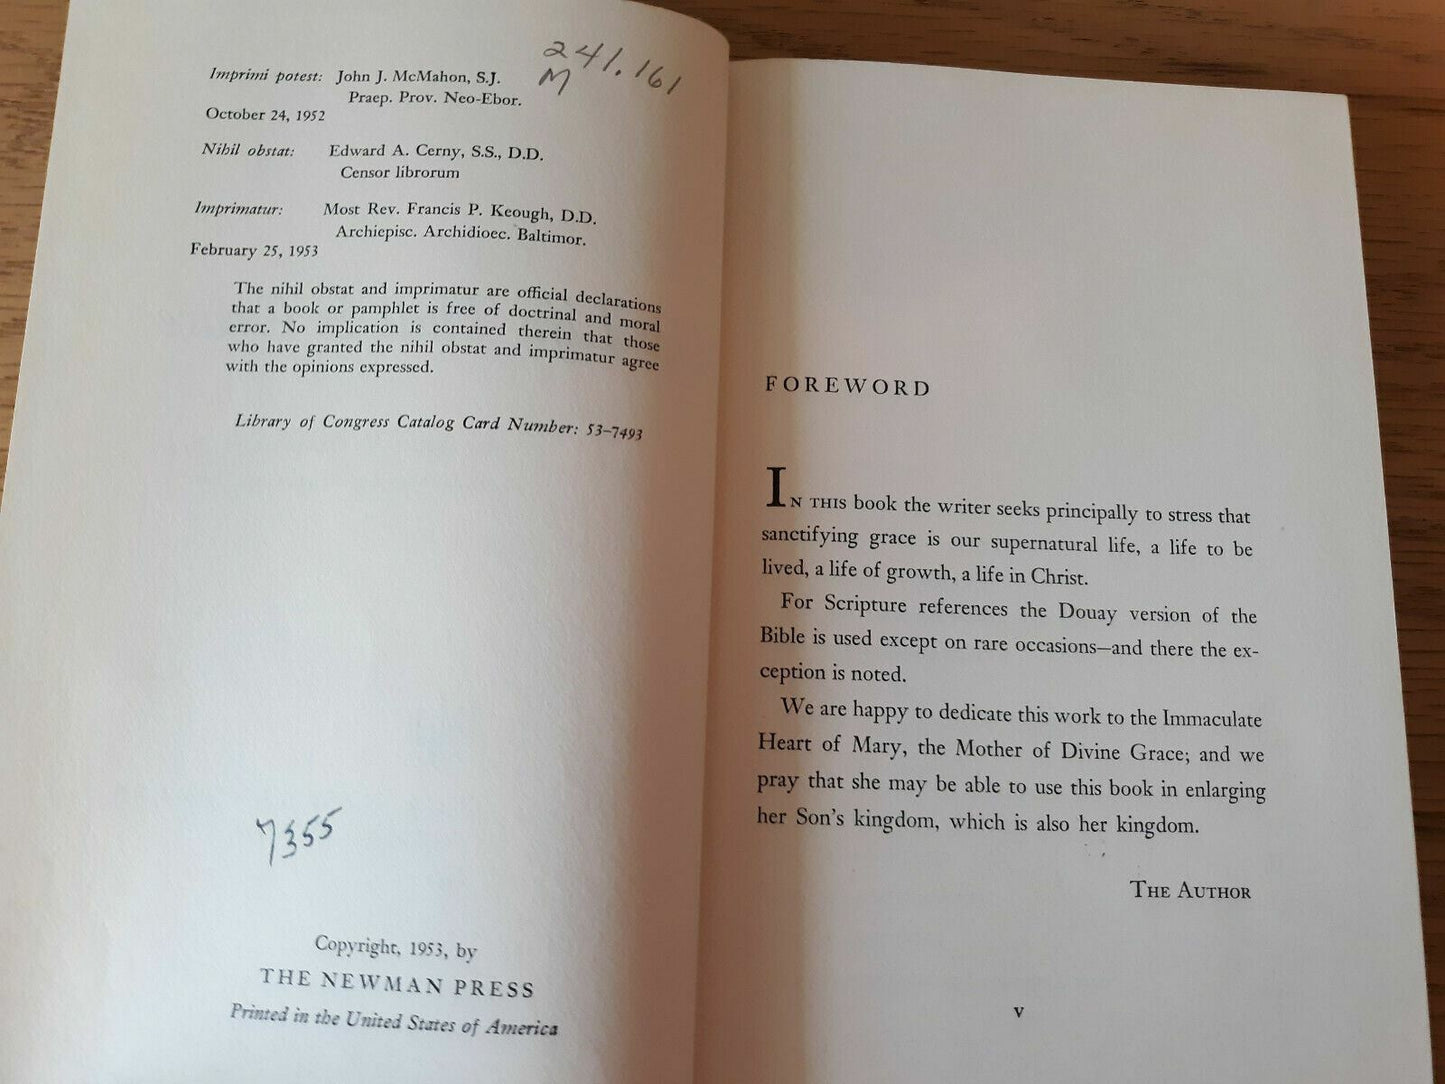 241.161
M
Imprimi potest: John J. McMahon, S.J.
Praep. Prov. Neo-Ebor.
October 24, 1952
Nihil obstat: Edward A. Cerny, S.S., D.D.
Censor librorum
Imprimatur: Most Rev. Francis P. Keough, D.D.
Archiepisc. Archidioec. Baltimor.
February 25, 1953
The nihil obstat and imprimatur are official declarations
that a book or pamphlet is free of doctrinal and moral
error. No implication is contained therein that those
who have granted the nihil obstat and imprimatur agree
with the opinions expressed.
Library of Congress Catalog Card Number: 53–7493
7355
Copyright, 1953, by
THE NEWMAN PRESS
Printed in the United States of America
FOREWORD
IN THIS book the writer seeks principally to stress that
sanctifying grace is our supernatural life, a life to be
lived, a life of growth, a life in Christ.
For Scripture references the Douay version of the
Bible is used except on rare occasions—and there the ex-
ception is noted.
We are happy to dedicate this work to the Immaculate
Heart of Mary, the Mother of Divine Grace; and we
pray that she may be able to use this book in enlarging
her Son's kingdom, which is also her kingdom.
THE AUTHOR
v